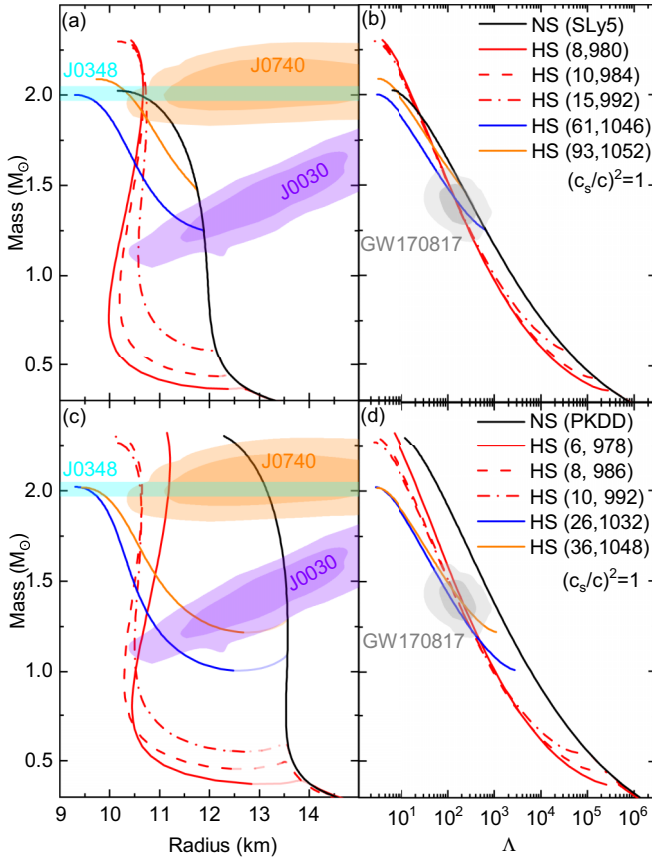 (a)
J0348
J0740
J0030
2.0
1.5
1.0
0.5
Mass (M⊙)
(b)
NS (SLy5)
HS (8,980)
HS (10,984)
HS (15,992)
HS (61,1046)
HS (93,1052)
(c_s/c)²=1
GW170817
(c)
J0348
J0740
J0030
2.0
1.5
1.0
0.5
Mass (M⊙)
9 10 11 12 13 14
Radius (km)
(d)
NS (PKDD)
HS (6, 978)
HS (8, 986)
HS (10, 992)
HS (26,1032)
HS (36,1048)
(c_s/c)²=1
GW170817
10¹ 10² 10³ 10⁴ 10⁵ 10⁶
Λ